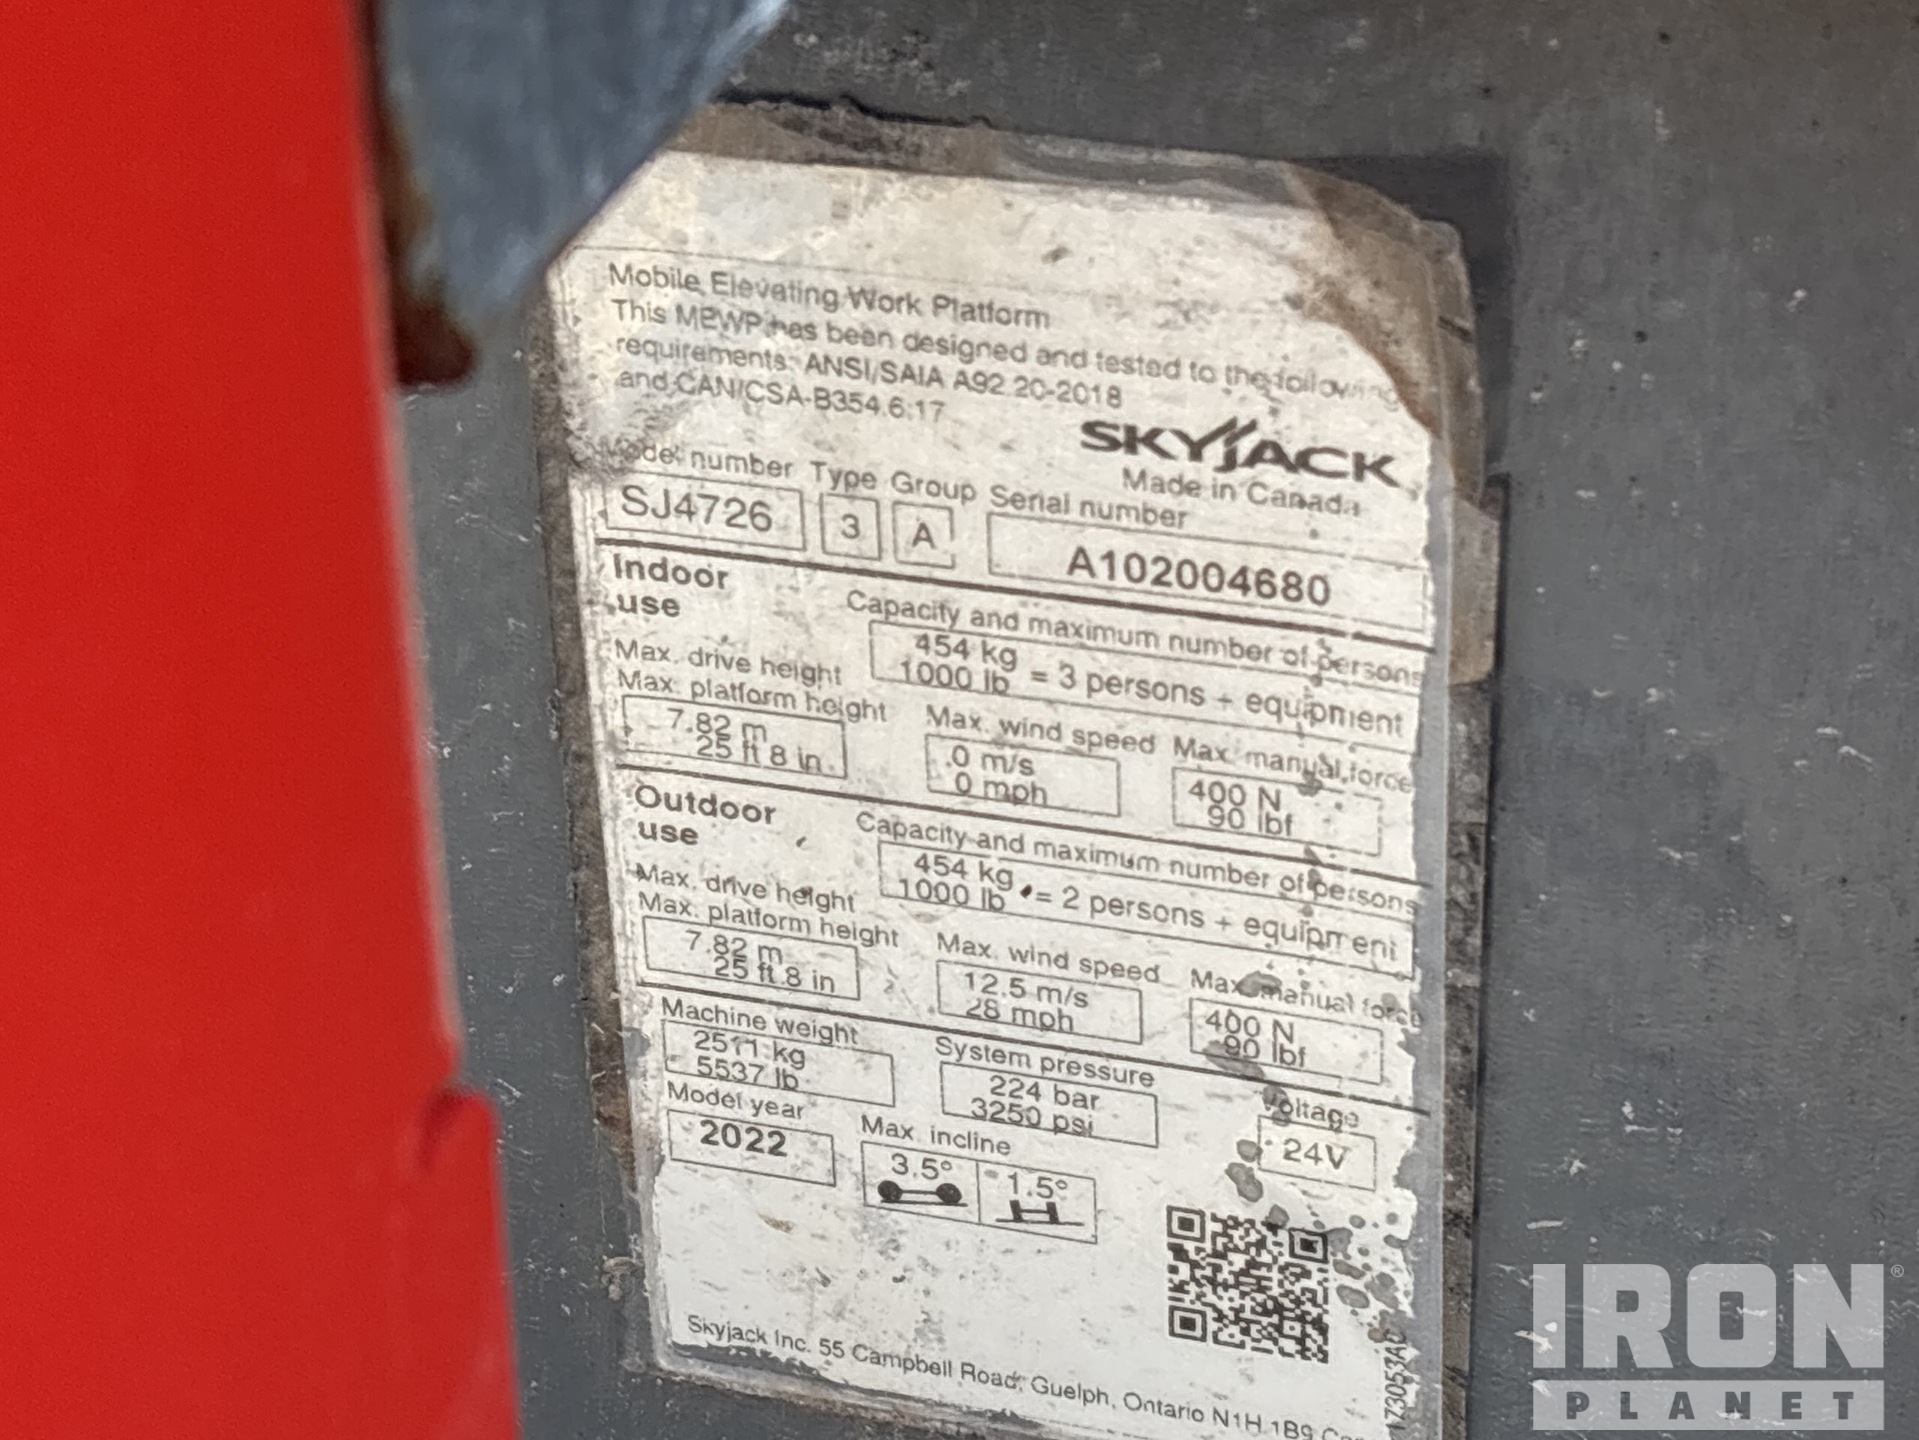 Mobile Elevating Work Platform
This MEWP has been designed and tested to the following
requirements: ANSI/SAIA A92.20-2018
and CAN/CSA-B354.6:17
SKYJACK
Made in Canada
Model number Type Group Serial number
SJ4726 3 A A102004680
Indoor
use
Capacity and maximum number of persons
454 kg
1000 lb = 3 persons + equipment
Max. drive height
Max. platform height
7.82 m
25 ft 8 in
Max. wind speed
0 m/s
0 mph
Max. manual force
400 N
90 lbf
Outdoor
use
Capacity and maximum number of persons
454 kg
1000 lb = 2 persons + equipment
Max. drive height
Max. platform height
7.82 m
25 ft 8 in
Max. wind speed
12.5 m/s
28 mph
Max. manual force
400 N
90 lbf
Machine weight
2511 kg
5537 lb
System pressure
224 bar
3250 psi
Voltage
24V
Model year
2022
Max. incline
3.5° 1.5°
Skyjack Inc. 55 Campbell Road, Guelph, Ontario N1H 1B9
173053AC
IRON
PLANET